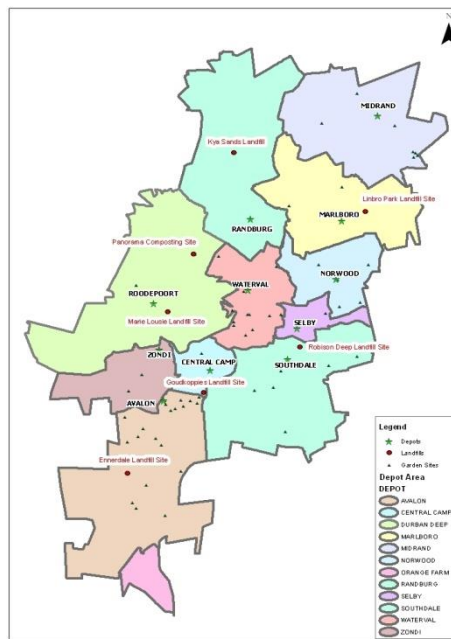 N
MIDRAND
Kya Sands Landfill
Linbro Park Landfill Site
MARLBORO
RANDBURG
Panorama Composting Site
NORWOOD
WATERVAL
ROODEPOORT
Marie Lousie Landfill Site
SELBY
Robison Deep Landfill Site
ZONDI
CENTRAL CAMP
SOUTHDALE
Goudkoppies Landfill Site
AVALON
Ennerdale Landfill Site
Legend
Depots
Landfills
Garden Sites
Depot Area
DEPOT
AVALON
CENTRAL CAMP
DURBAN DEEP
MARLBORO
MIDRAND
NORWOOD
ORANGE FARM
RANDBURG
SELBY
SOUTHDALE
WATERVAL
ZONDI